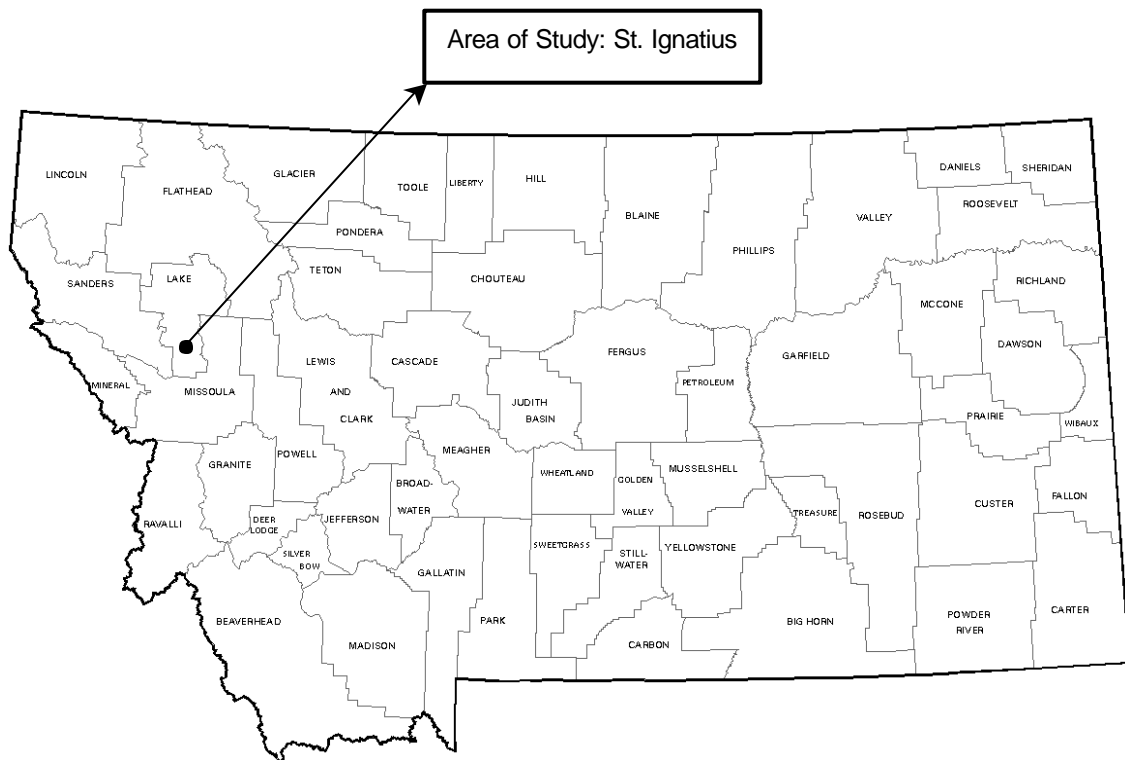 Area of Study: St. Ignatius
LINCOLN
FLATHEAD
GLACIER
TOOLE
LIBERTY
HILL
BLAINE
PHILLIPS
VALLEY
DANIELS
SHERIDAN
ROOSEVELT
PONDERA
TETON
CHOUTEAU
SANDERS
LAKE
RICHLAND
MCCONE
DAWSON
GARFIELD
FERGUS
PETROLEUM
CASCADE
LEWIS
AND
CLARK
JUDITH
BASIN
MINERAL
MISSOULA
PRAIRIE
WIBAUX
MEAGHER
GRANITE
POWELL
WHEATLAND
GOLDEN
VALLEY
MUSSELSHELL
BROAD-
WATER
JEFFERSON
DEER
LODGE
RAVALLI
SILVER
BOW
TREASURE
ROSEBUD
CUSTER
FALLON
SWEETGRASS
STILL-
WATER
YELLOWSTONE
GALLATIN
PARK
BEAVERHEAD
MADISON
CARBON
BIG HORN
POWDER
RIVER
CARTER